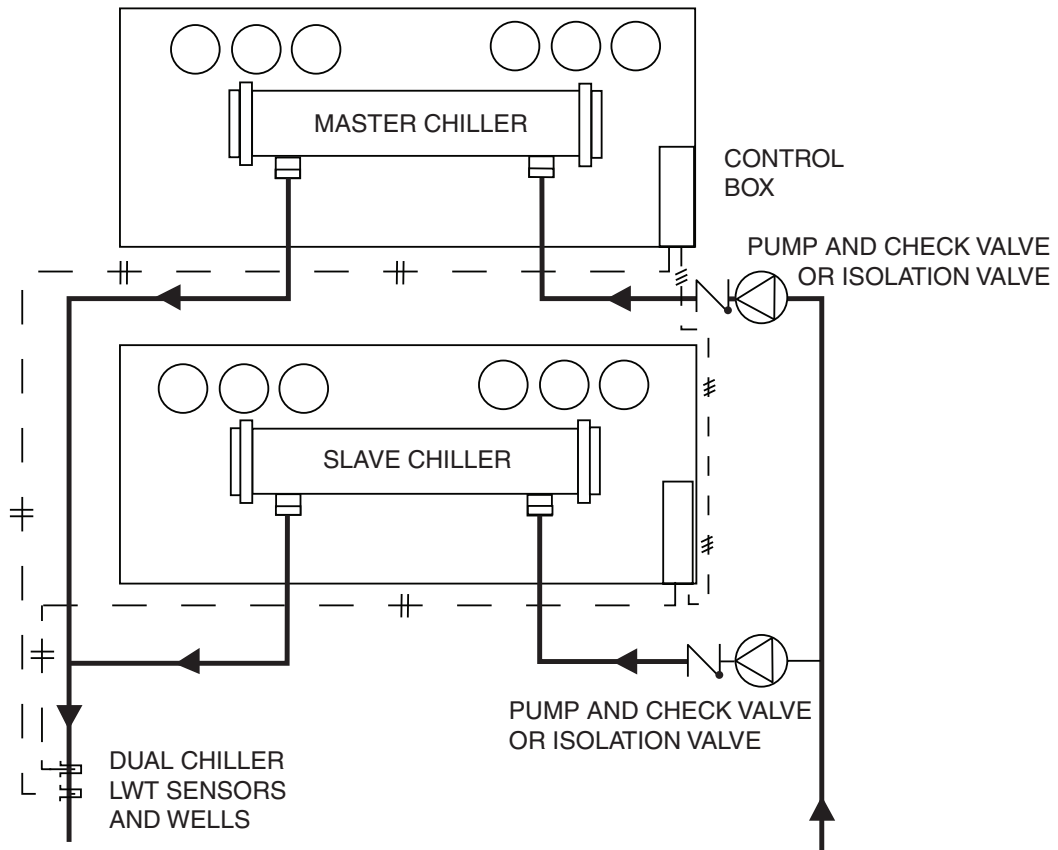 MASTER CHILLER
CONTROL
BOX
PUMP AND CHECK VALVE
OR ISOLATION VALVE
SLAVE CHILLER
PUMP AND CHECK VALVE
OR ISOLATION VALVE
DUAL CHILLER
LWT SENSORS
AND WELLS